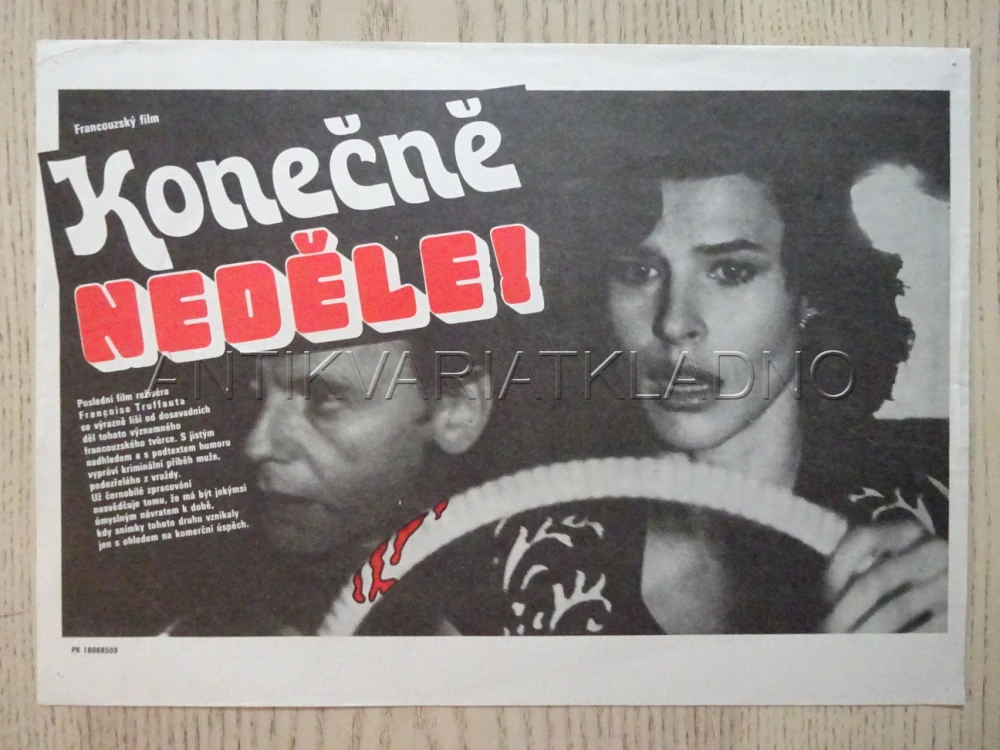 Francouzský film
Konečně
NEDĚLE!
ANTIKVARIATKLADNO
Poslední film režiséra
Françoise Truffauta
se výrazně liší od dosavadních
děl tohoto významného
francouzského tvůrce. S jistým
nadhledem a s podtextem humoru
vypráví kriminální příběh muže,
podezřelého z vraždy.
Už černobílé zpracování
nasvědčuje tomu, že má být jakýmsi
úmyslným návratem k době,
kdy snímky tohoto druhu vznikaly
jen s ohledem na komerční úspěch.
PK 18068509